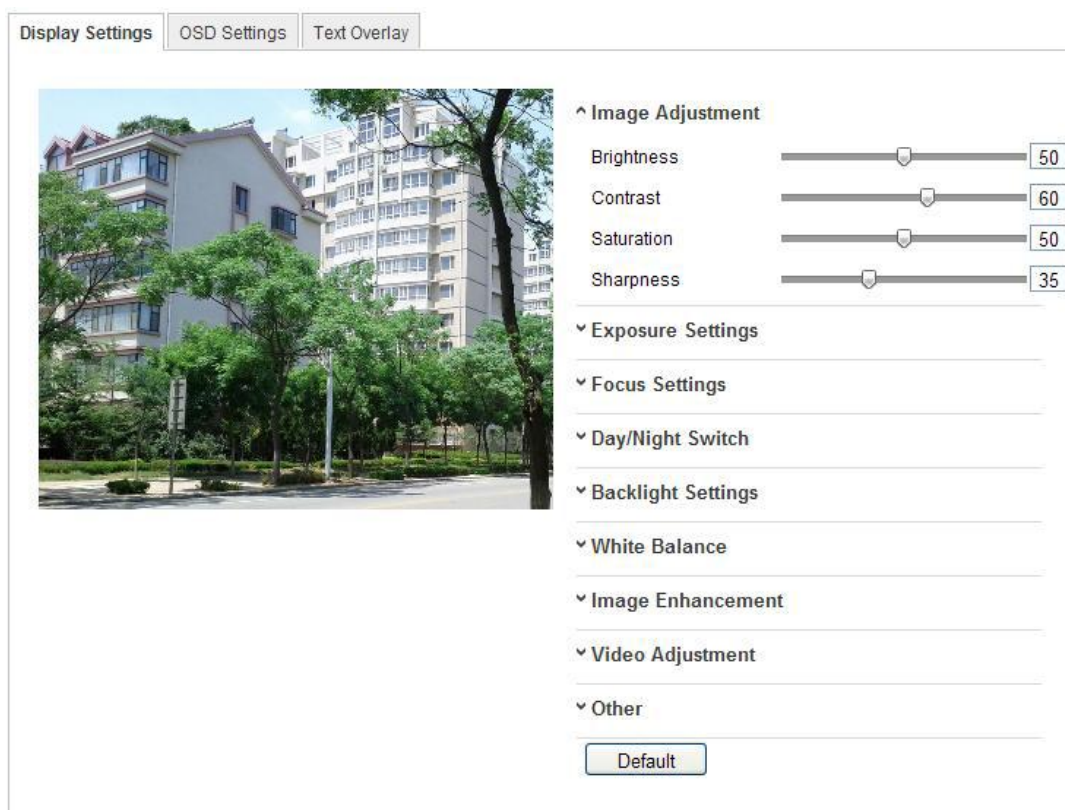 Display Settings OSD Settings Text Overlay
Image Adjustment
Brightness 50
Contrast 60
Saturation 50
Sharpness 35
Exposure Settings
Focus Settings
Day/Night Switch
Backlight Settings
White Balance
Image Enhancement
Video Adjustment
Other
Default